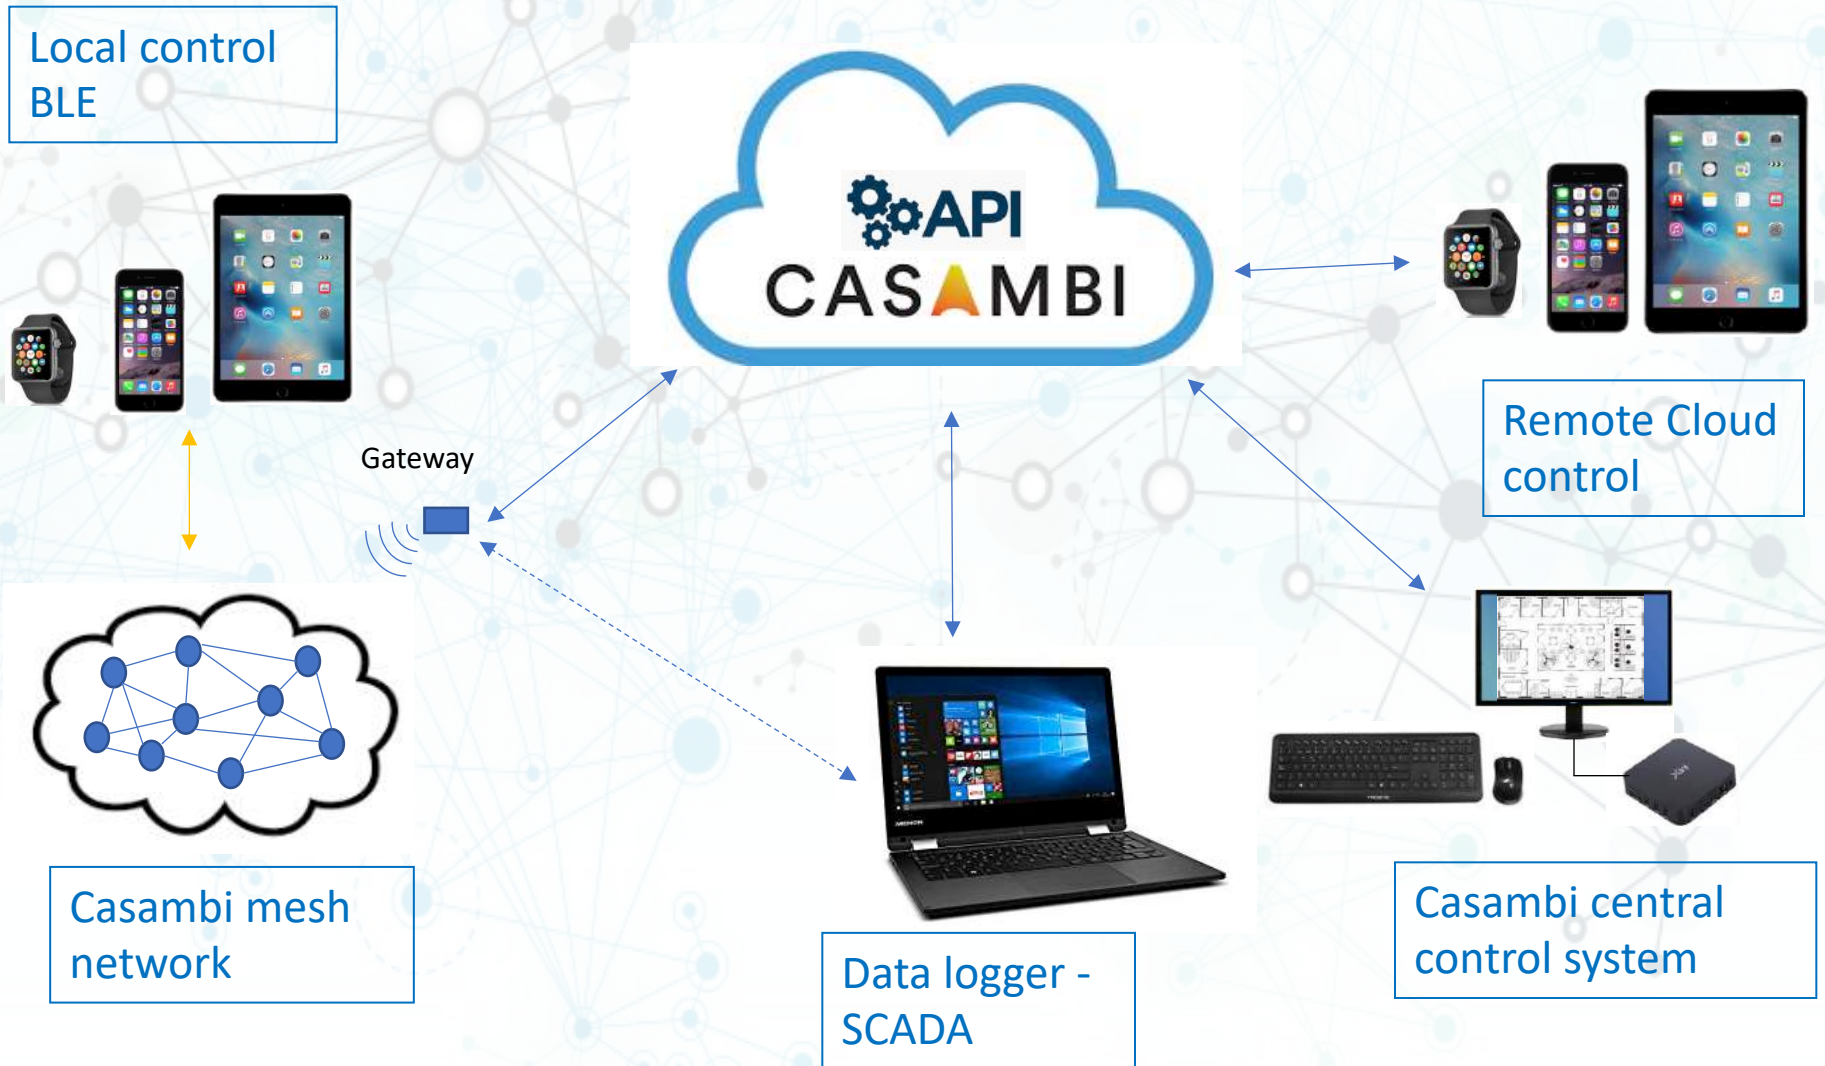 Local control
BLE
API
CASAMBI
Gateway
Remote Cloud
control
Casambi mesh
network
Data logger -
SCADA
Casambi central
control system